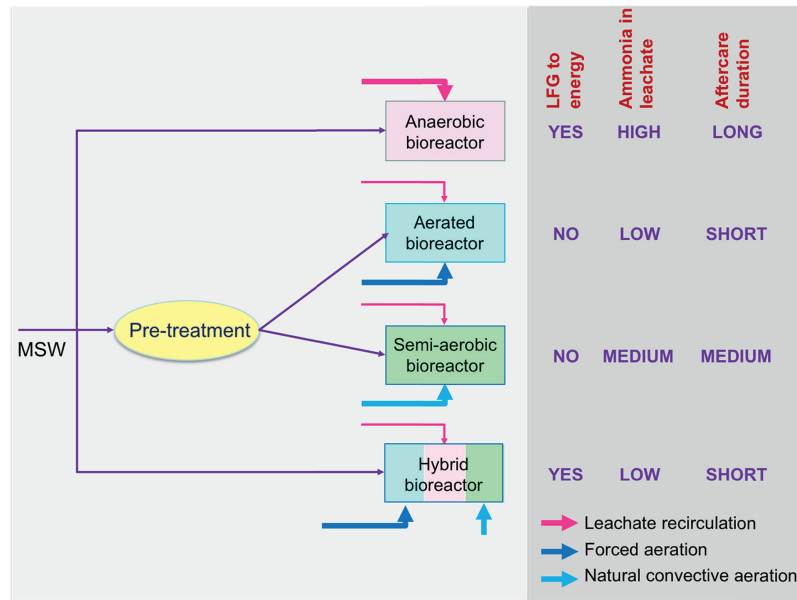 LFG to
energy
Ammonia in
leachate
Aftercare
duration
Anaerobic
bioreactor
YES
HIGH
LONG
Aerated
bioreactor
NO
LOW
SHORT
MSW
Pre-treatment
Semi-aerobic
bioreactor
NO
MEDIUM
MEDIUM
Hybrid
bioreactor
YES
LOW
SHORT
Leachate recirculation
Forced aeration
Natural convective aeration